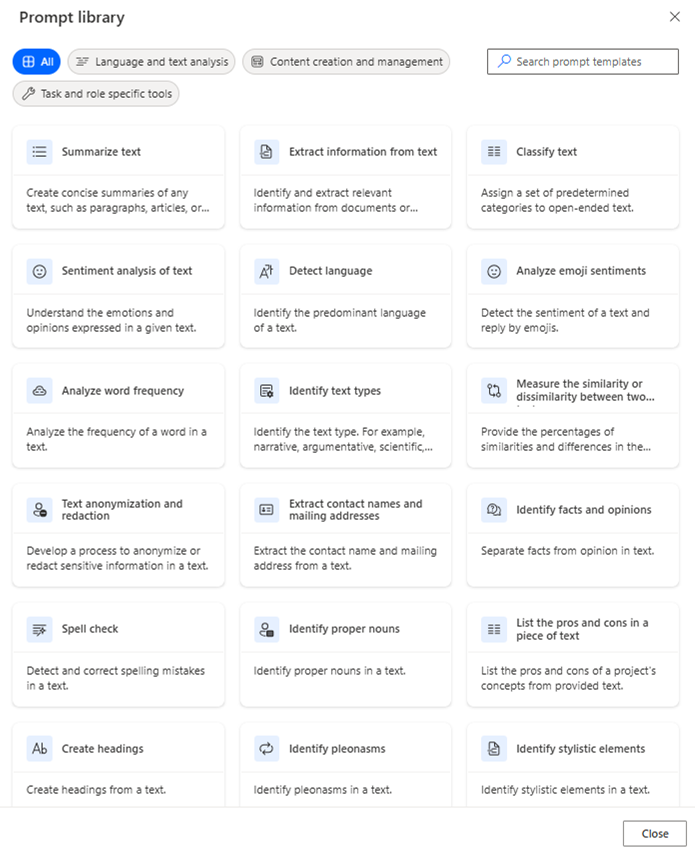 Prompt library
All
Language and text analysis
Content creation and management
Search prompt templates
Task and role specific tools
Summarize text
Extract information from text
Classify text
Create concise summaries of any
text, such as paragraphs, articles, or...
Identify and extract relevant
information from documents or...
Assign a set of predetermined
categories to open-ended text.
Sentiment analysis of text
Detect language
Analyze emoji sentiments
Understand the emotions and
opinions expressed in a given text.
Identify the predominant language
of a text.
Detect the sentiment of a text and
reply by emojis.
Analyze word frequency
Identify text types
Measure the similarity or
dissimilarity between two...
Analyze the frequency of a word in a
text.
Identify the text type. For example,
narrative, argumentative, scientific,...
Provide the percentages of
similarities and differences in the...
Text anonymization and
redaction
Extract contact names and
mailing addresses
Identify facts and opinions
Develop a process to anonymize or
redact sensitive information in a text.
Extract the contact name and mailing
address from a text.
Separate facts from opinion in text.
Spell check
Identify proper nouns
List the pros and cons in a
piece of text
Detect and correct spelling mistakes
in a text.
Identify proper nouns in a text.
List the pros and cons of a project's
concepts from provided text.
Ab
Create headings
Identify pleonasms
Identify stylistic elements
Create headings from a text.
Identify pleonasms in a text.
Identify stylistic elements in a text.
Close